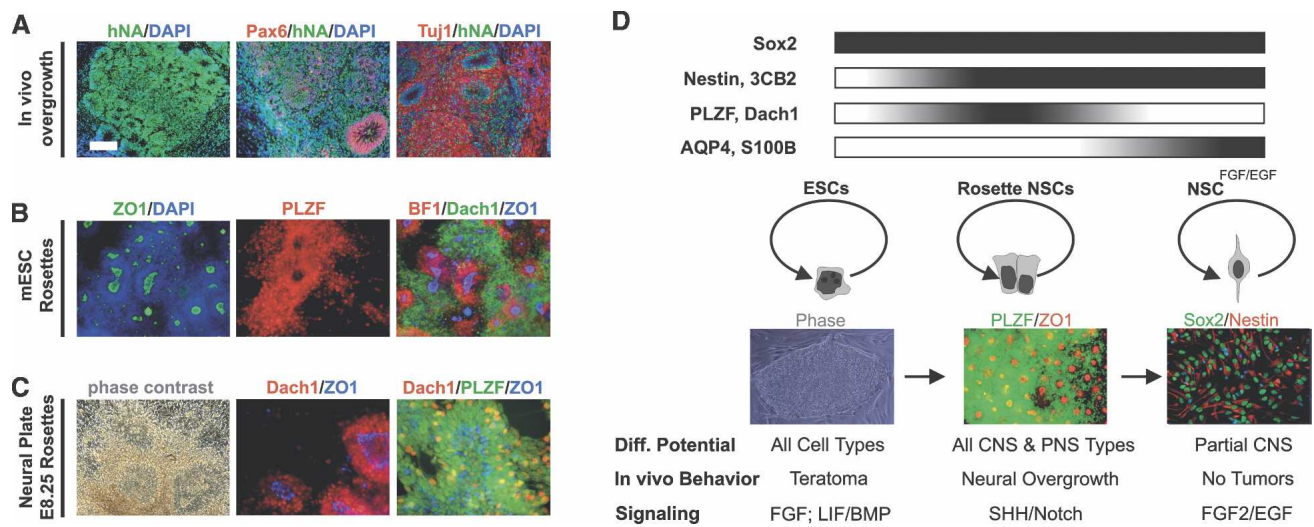 A
In vivo
overgrowth
hNA/DAPI
Pax6/hNA/DAPI
Tuj1/hNA/DAPI
B
mESC
Rosettes
ZO1/DAPI
PLZF
BF1/Dach1/ZO1
C
Neural Plate
E8.25 Rosettes
phase contrast
Dach1/ZO1
Dach1/PLZF/ZO1
D
Sox2
Nestin, 3CB2
PLZF, Dach1
AQP4, S100B
ESCs
Rosette NSCs
NSC FGF/EGF
Phase
PLZF/ZO1
Sox2/Nestin
Diff. Potential All Cell Types All CNS & PNS Types Partial CNS
In vivo Behavior Teratoma Neural Overgrowth No Tumors
Signaling FGF; LIF/BMP SHH/Notch FGF2/EGF